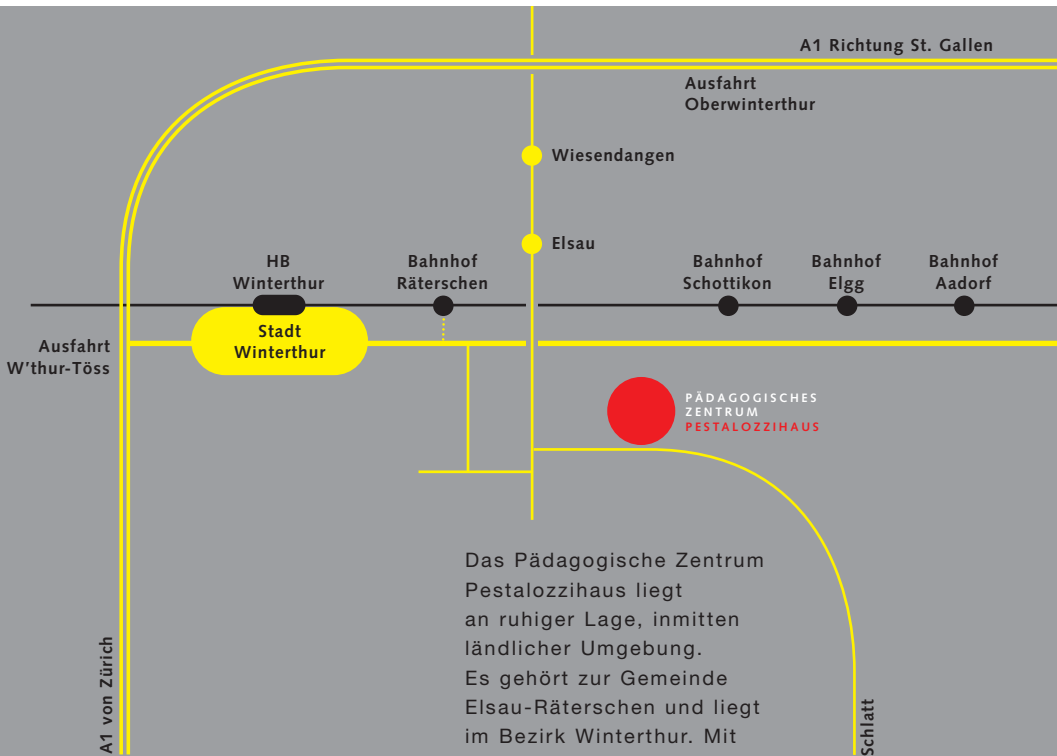 A1 Richtung St. Gallen
Ausfahrt
Oberwinterthur
Wiesendangen
Elsau
HB
Winterthur
Bahnhof
Räterschen
Bahnhof
Schottikon
Bahnhof
Elgg
Bahnhof
Aadorf
Stadt
Winterthur
Ausfahrt
W'thur-Töss
PÄDAGOGISCHES
ZENTRUM
PESTALOZZIHAUS
Das Pädagogische Zentrum
Pestalozzihaus liegt
an ruhiger Lage, inmitten
ländlicher Umgebung.
Es gehört zur Gemeinde
Elsau-Räterschen und liegt
im Bezirk Winterthur. Mit
A1 von Zürich
Schlatt